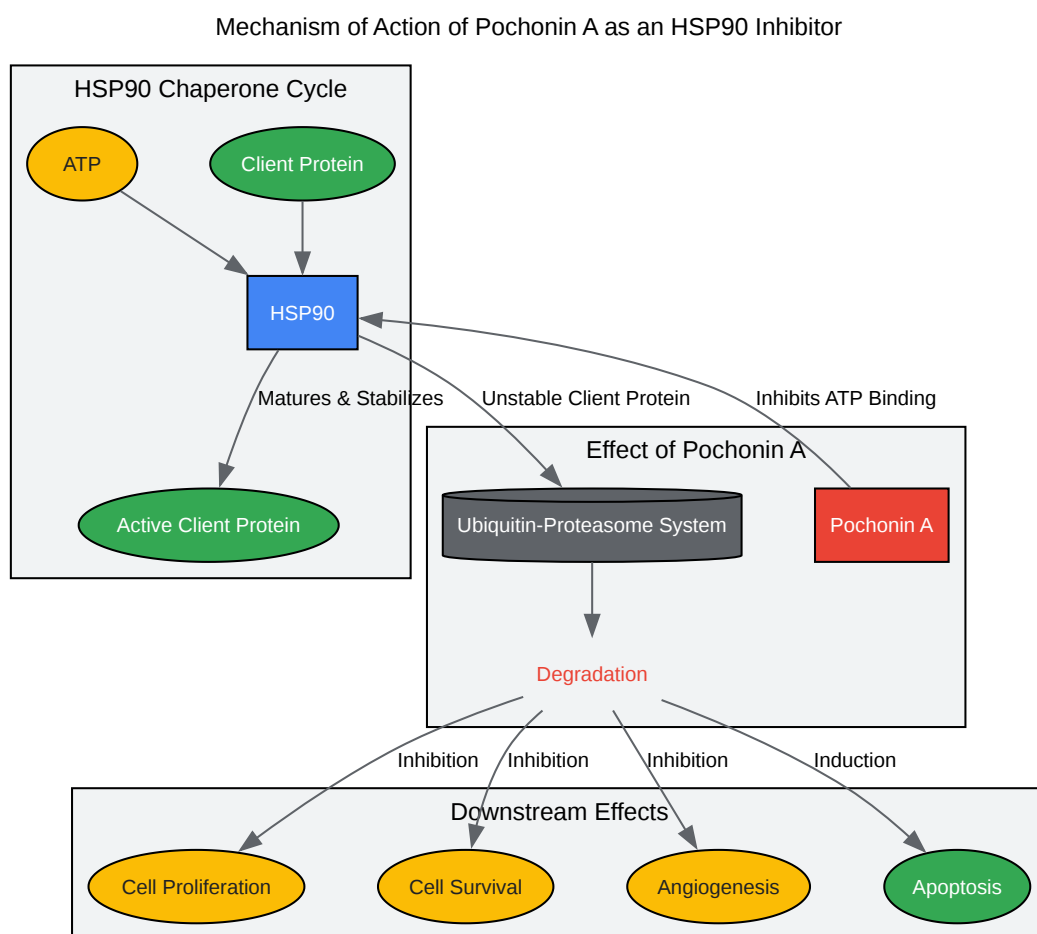 Mechanism of Action of Pochonin A as an HSP90 Inhibitor
HSP90 Chaperone Cycle
ATP
Client Protein
HSP90
Matures & Stabilizes
Unstable Client Protein
Inhibits ATP Binding
Effect of Pochonin A
Active Client Protein
Ubiquitin-Proteasome System
Pochonin A
Degradation
Inhibition
Inhibition
Inhibition
Induction
Downstream Effects
Cell Proliferation
Cell Survival
Angiogenesis
Apoptosis